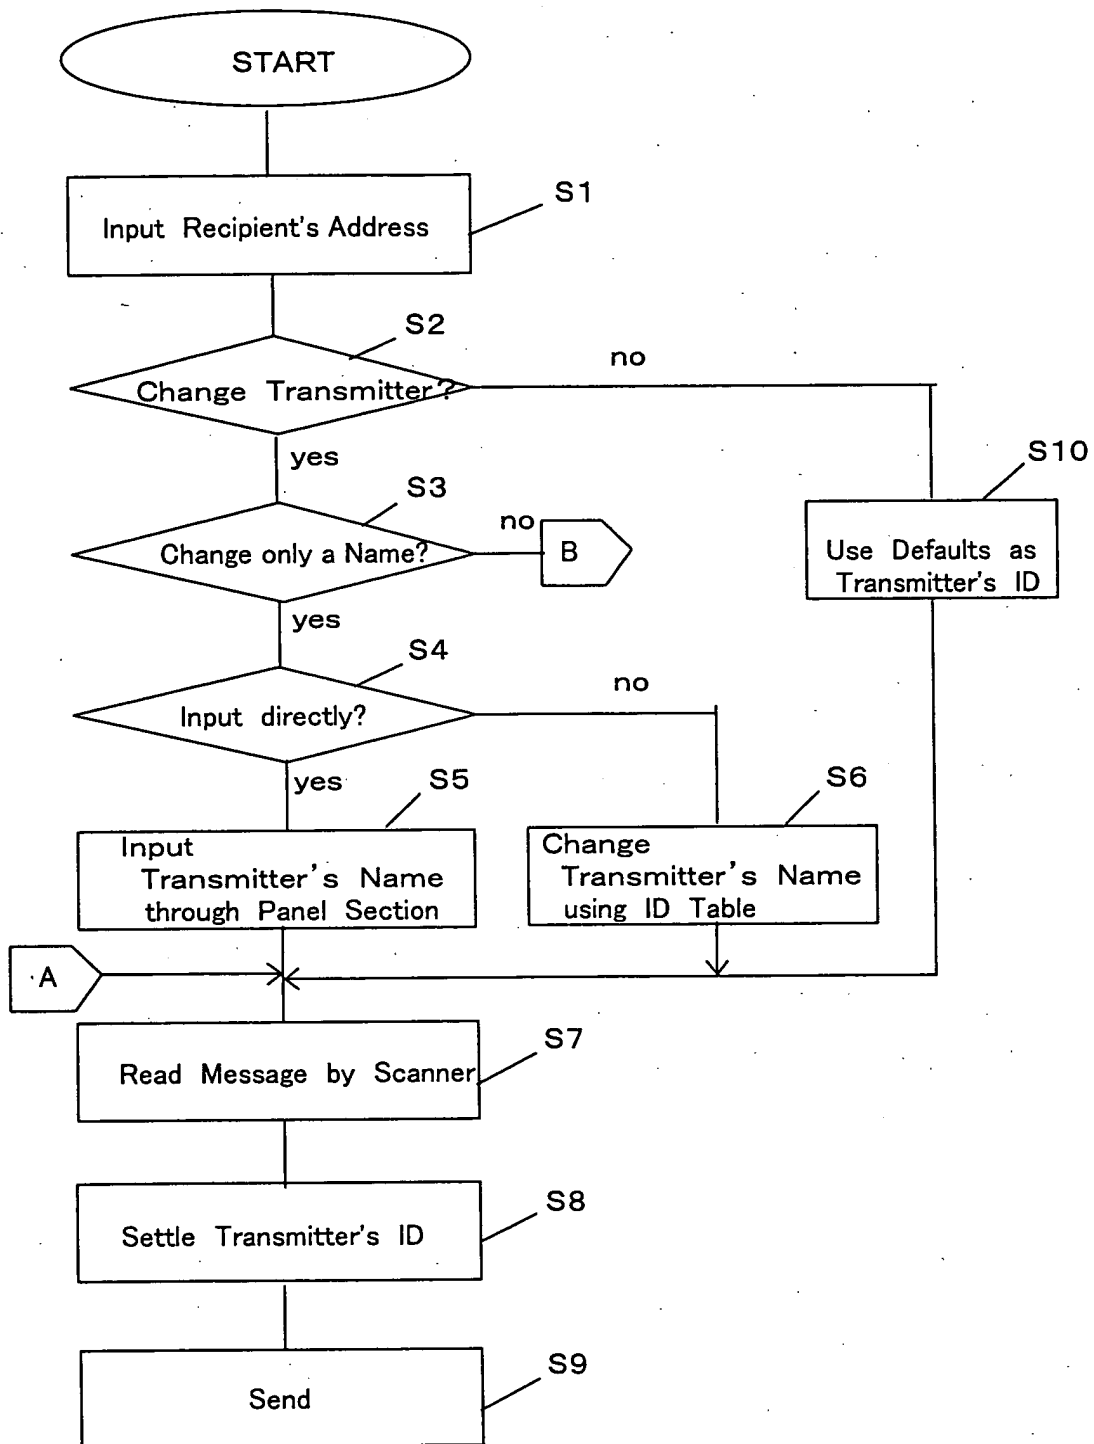 START
S1
Input Recipient's Address
S2
no
Change Transmitter?
yes
S10
S3
no
B
Change only a Name?
Use Defaults as
Transmitter's ID
yes
S4
no
Input directly?
yes
S5
S6
Input
Transmitter's Name
through Panel Section
Change
Transmitter's Name
using ID Table
A
S7
Read Message by Scanner
S8
Settle Transmitter's ID
S9
Send